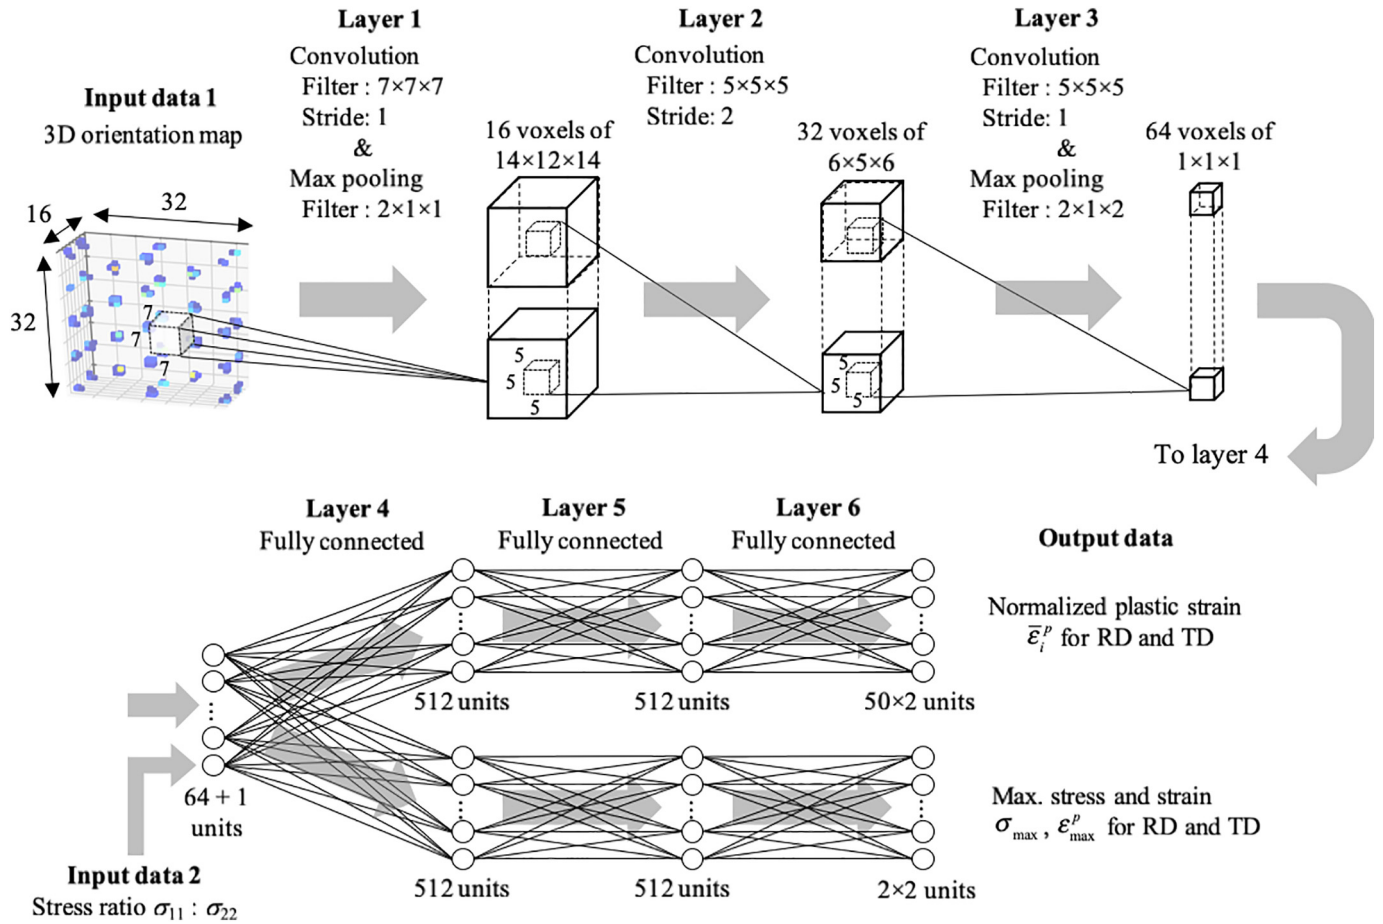 Layer 1
Convolution
Filter : 7×7×7
Stride: 1
&
Max pooling
Filter : 2×1×1
Layer 2
Convolution
Filter : 5×5×5
Stride: 2
Layer 3
Convolution
Filter : 5×5×5
Stride: 1
&
Max pooling
Filter : 2×1×2
Input data 1
3D orientation map
16
32
32
7
7
7
16 voxels of
14×12×14
5
5
5
32 voxels of
6×5×6
5
5
5
64 voxels of
1×1×1
To layer 4
Layer 4
Fully connected
Layer 5
Fully connected
Layer 6
Fully connected
Output data
Normalized plastic strain
ε̅ᵢᵖ for RD and TD
512 units
512 units
50×2 units
64 + 1
units
Max. stress and strain
σmax , εᵖmax for RD and TD
Input data 2
Stress ratio σ₁₁ : σ₂₂
512 units
512 units
2×2 units